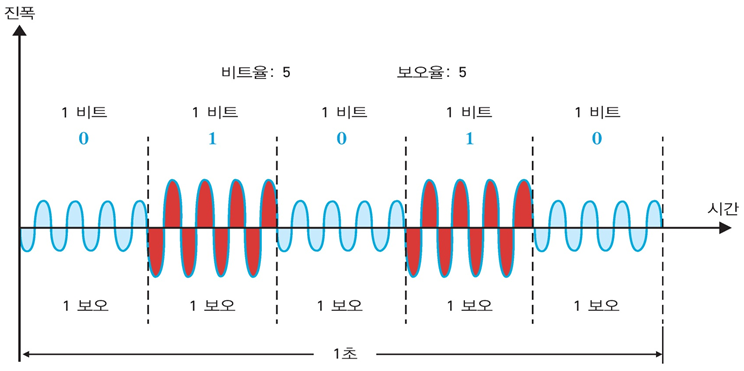 진폭
비트율: 5 보오율: 5
1 비트 1 비트 1 비트 1 비트 1 비트
0 1 0 1 0
시간
1 보오 1 보오 1 보오 1 보오 1 보오
1초